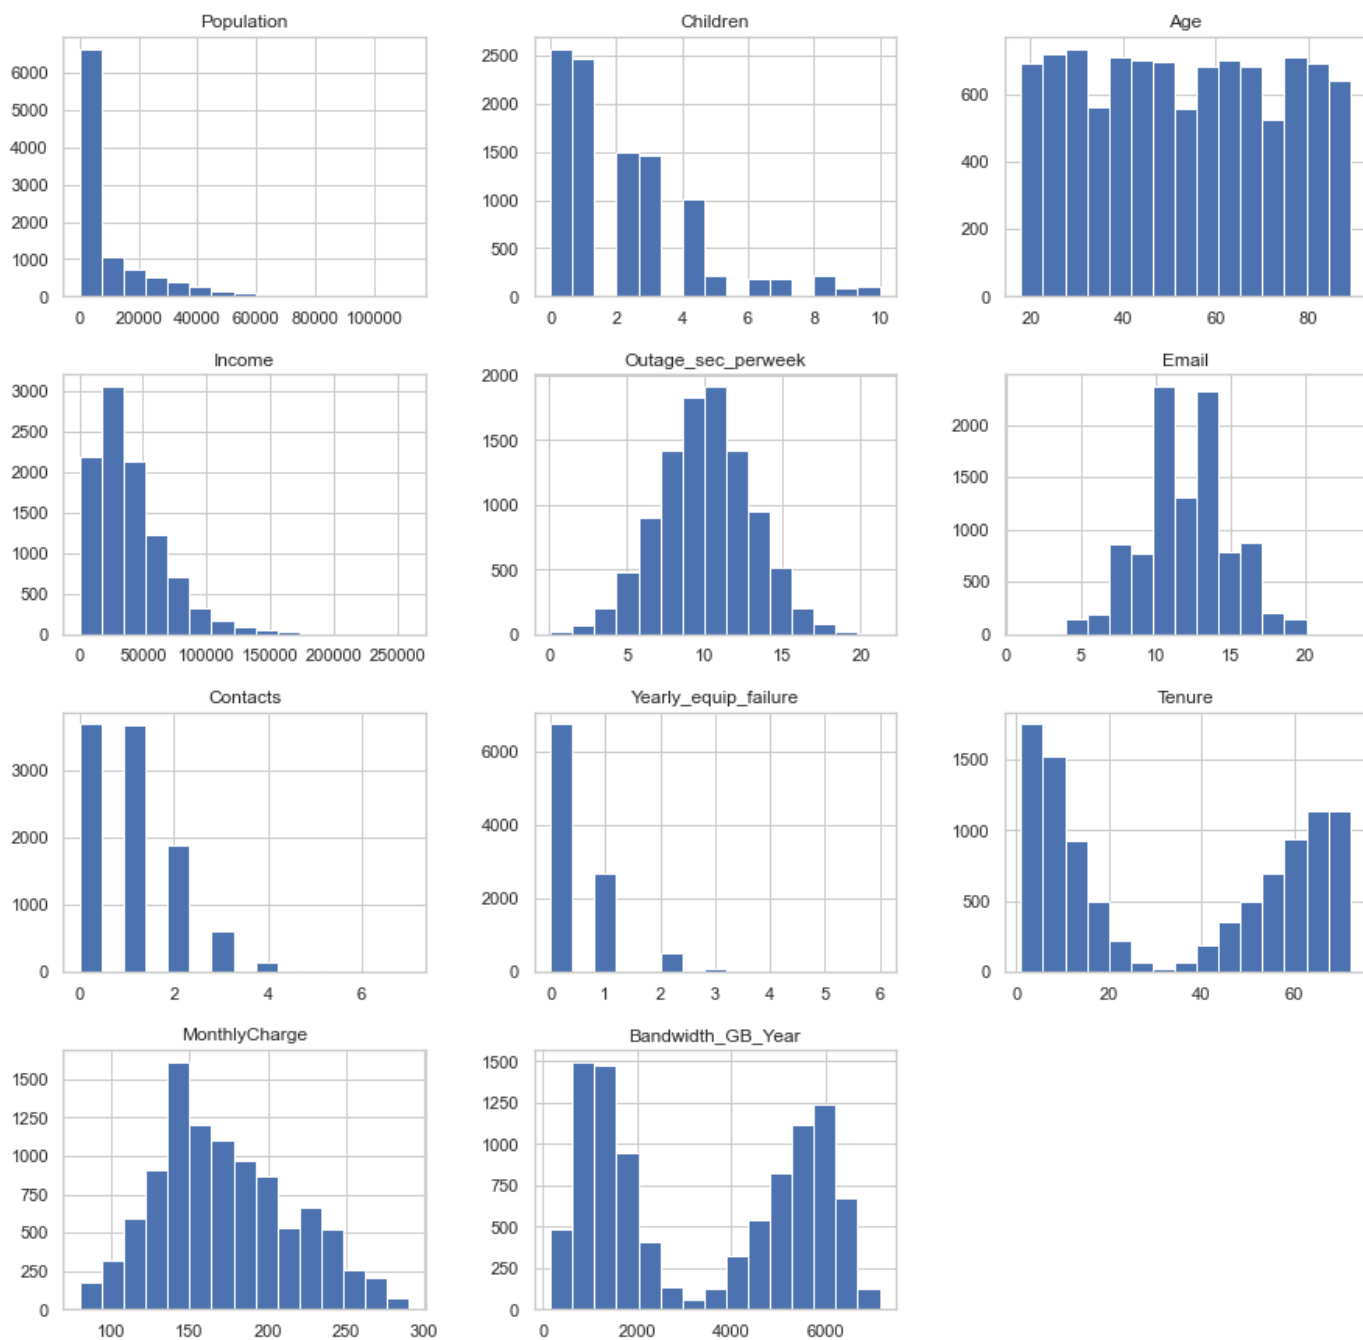 Population
Children
Age
6000
5000
4000
3000
2000
1000
0
0 20000 40000 60000 80000 100000
2500
2000
1500
1000
500
0
0 2 4 6 8 10
600
400
200
0
20 40 60 80
Income
Outage_sec_perweek
Email
3000
2500
2000
1500
1000
500
0
0 50000 100000 150000 200000 250000
2000
1500
1000
500
0
0 5 10 15 20
2000
1500
1000
500
0
0 5 10 15 20
Contacts
Yearly_equip_failure
Tenure
3000
2000
1000
0
0 2 4 6
6000
4000
2000
0
0 1 2 3 4 5 6
1500
1000
500
0
0 20 40 60
MonthlyCharge
Bandwidth_GB_Year
1500
1250
1000
750
500
250
0
100 150 200 250 300
1500
1250
1000
750
500
250
0
0 2000 4000 6000